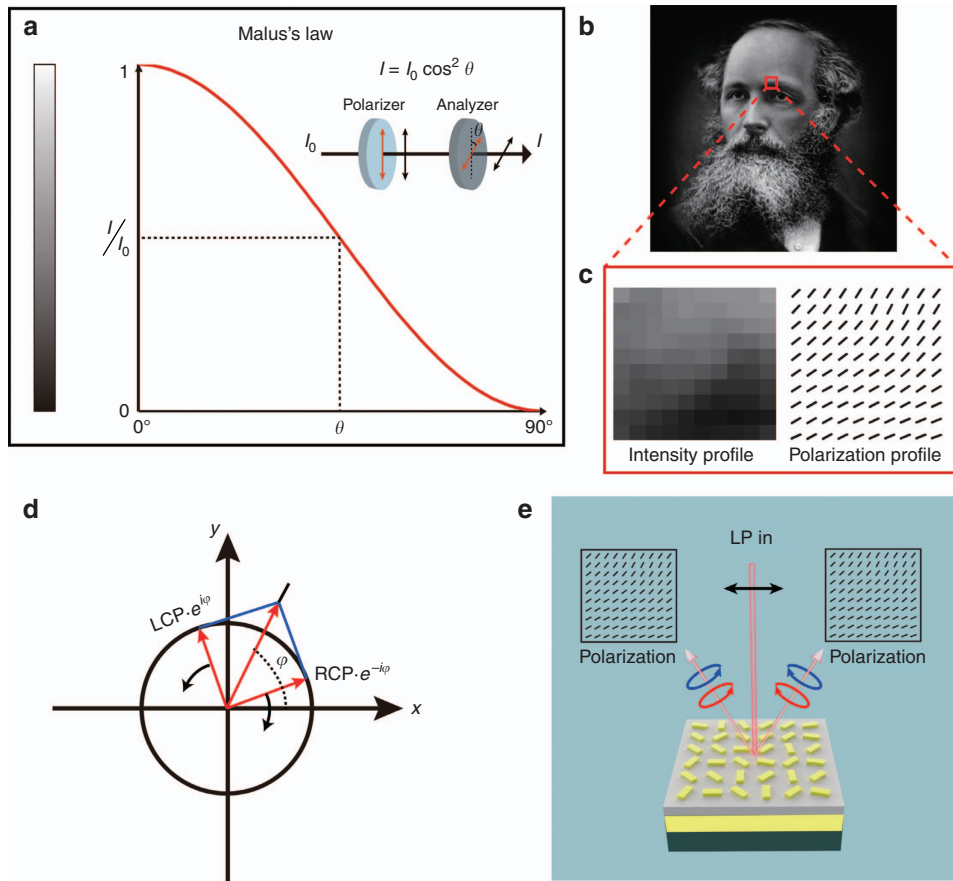 a
Malus's law
I = I₀ cos² θ
Polarizer
Analyzer
θ
I₀
I
1
I/I₀
0
0°
θ
90°
b
c
Intensity profile
Polarization profile
d
y
LCP·e^{iφ}
φ
RCP·e^{−iφ}
x
e
LP in
Polarization
Polarization